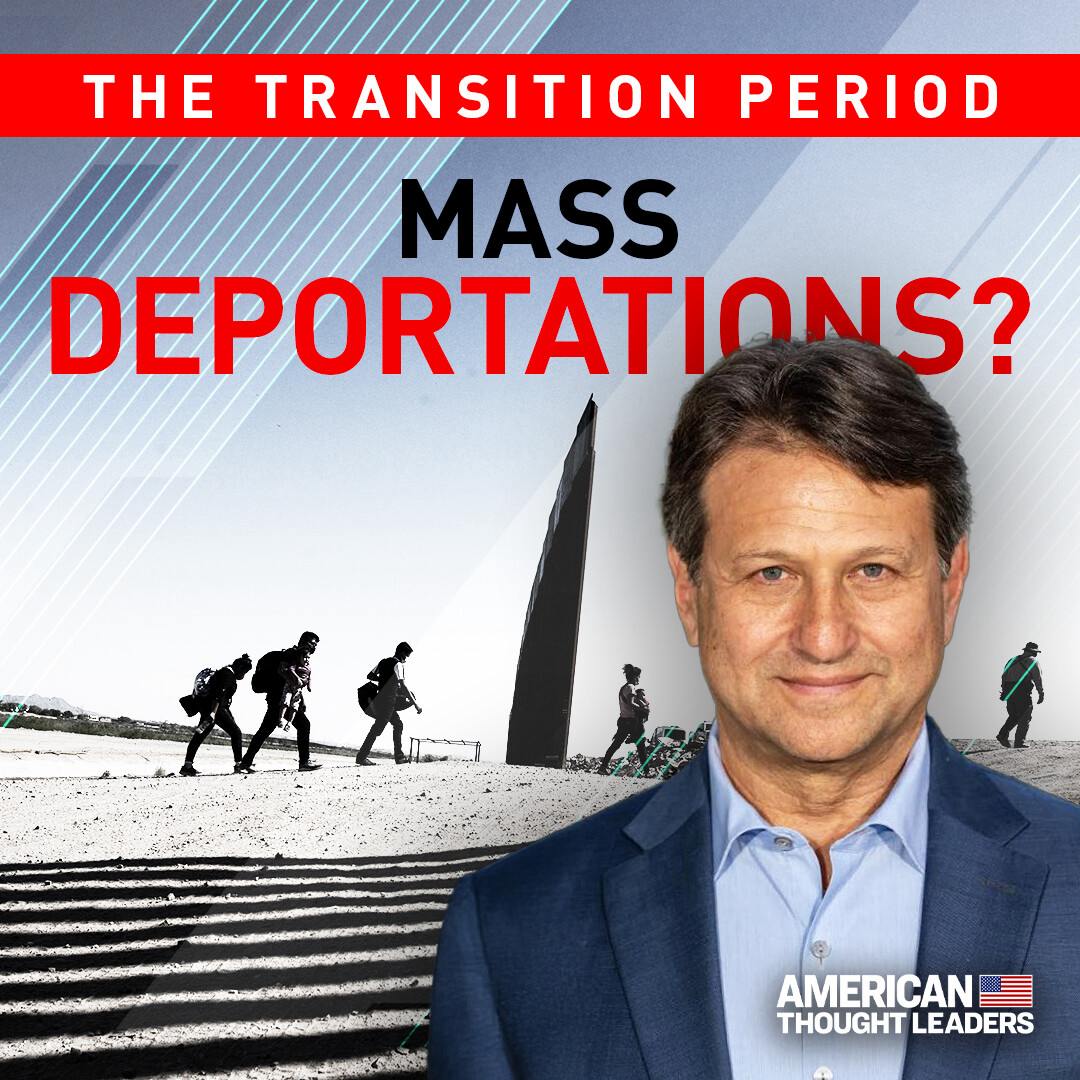 THE TRANSITION PERIOD
MASS
DEPORTATIONS?
AMERICAN
THOUGHT LEADERS